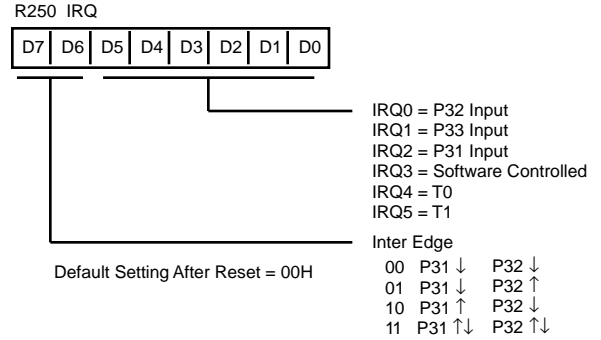 R250 IRQ
D7 D6 D5 D4 D3 D2 D1 D0
IRQ0 = P32 Input
IRQ1 = P33 Input
IRQ2 = P31 Input
IRQ3 = Software Controlled
IRQ4 = T0
IRQ5 = T1
Inter Edge
Default Setting After Reset = 00H
00 P31 ↓ P32 ↓
01 P31 ↓ P32 ↑
10 P31 ↑ P32 ↓
11 P31 ↑↓ P32 ↑↓